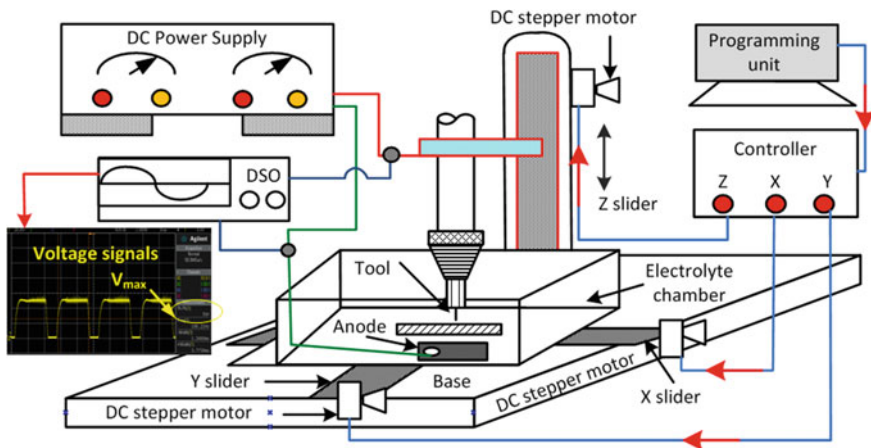 DC Power Supply
DC stepper motor
Programming
unit
Controller
Z X Y
DSO
Z slider
Agilent
Voltage signals
Vmax
Tool
Electrolyte
chamber
Anode
Y slider
Base
DC stepper motor
DC stepper motor
X slider